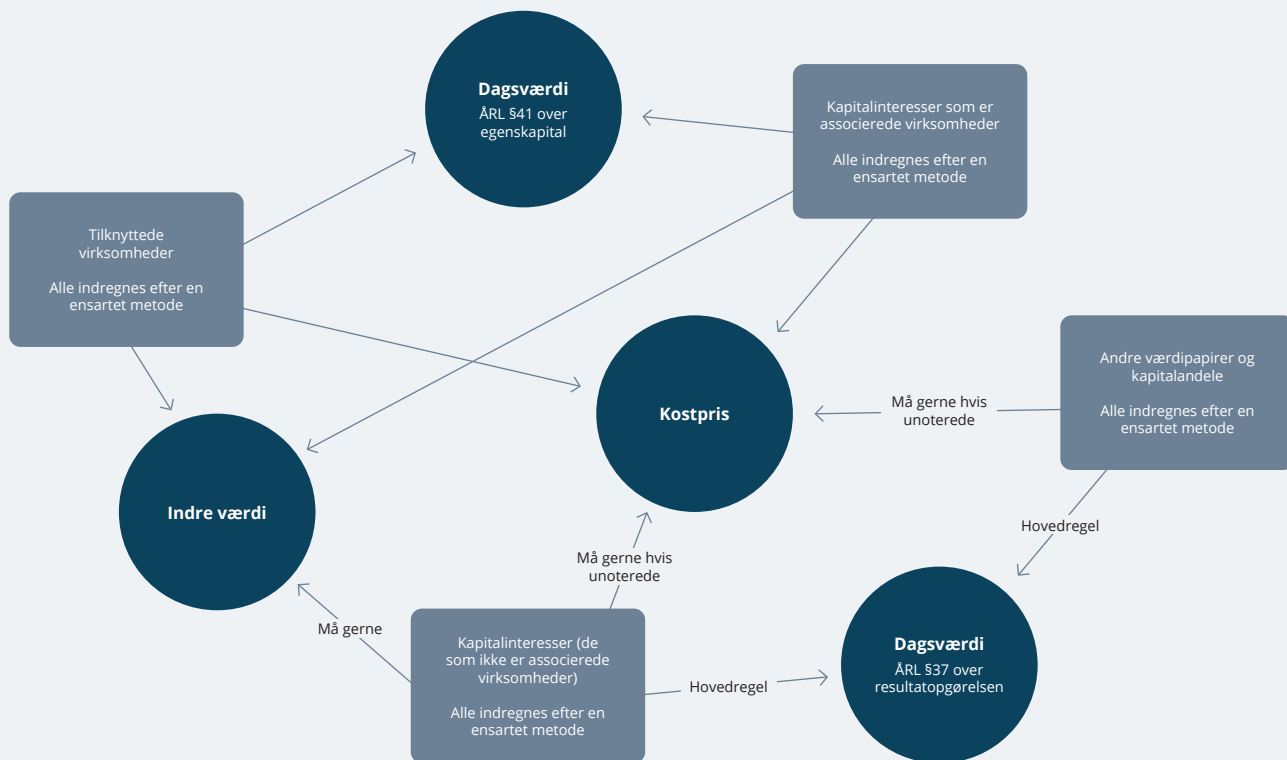 Dagsværdi
ÅRL §41 over
egenskapital
Kapitalinteresser som er
associerede virksomheder
Alle indregnes efter en
ensartet metode
Tilknyttede
virksomheder
Alle indregnes efter en
ensartet metode
Andre værdipapirer og
kapitalandele
Alle indregnes efter en
ensartet metode
Må gerne hvis
unoterede
Kostpris
Indre værdi
Hovedregel
Må gerne hvis
unoterede
Må gerne
Kapitalinteresser (de
som ikke er associerede
virksomheder)
Alle indregnes efter en
ensartet metode
Hovedregel
Dagsværdi
ÅRL §37 over
resultatopgørelsen